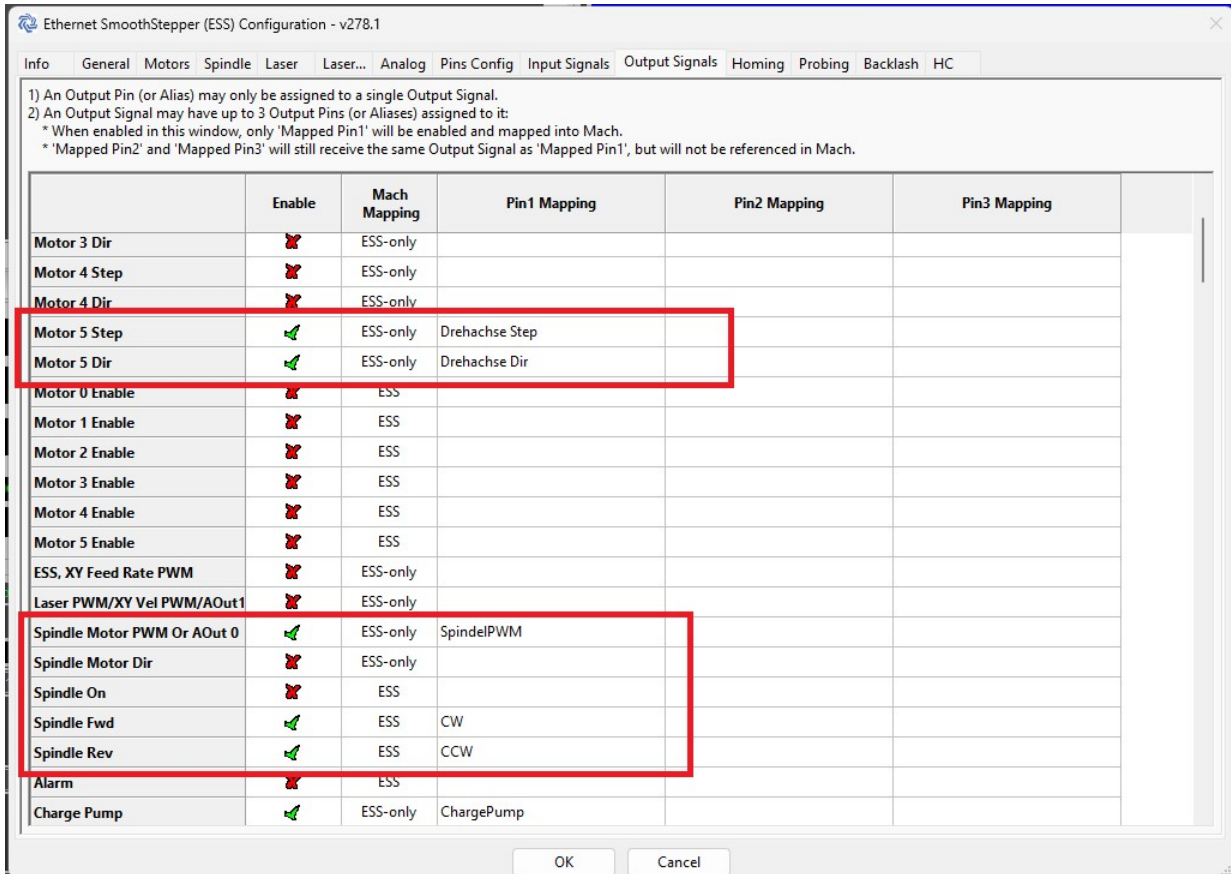 Ethernet SmoothStepper (ESS) Configuration - v278.1
Info General Motors Spindle Laser Laser... Analog Pins Config Input Signals Output Signals Homing Probing Backlash HC
1) An Output Pin (or Alias) may only be assigned to a single Output Signal.
2) An Output Signal may have up to 3 Output Pins (or Aliases) assigned to it:
* When enabled in this window, only 'Mapped Pin1' will be enabled and mapped into Mach.
* 'Mapped Pin2' and 'Mapped Pin3' will still receive the same Output Signal as 'Mapped Pin1', but will not be referenced in Mach.
Enable Mach Mapping Pin1 Mapping Pin2 Mapping Pin3 Mapping
Motor 3 Dir ESS-only
Motor 4 Step ESS-only
Motor 4 Dir ESS-only
Motor 5 Step ESS-only Drehachse Step
Motor 5 Dir ESS-only Drehachse Dir
Motor 0 Enable ESS
Motor 1 Enable ESS
Motor 2 Enable ESS
Motor 3 Enable ESS
Motor 4 Enable ESS
Motor 5 Enable ESS
ESS, XY Feed Rate PWM ESS-only
Laser PWM/XY Vel PWM/AOut1 ESS-only
Spindle Motor PWM Or AOut 0 ESS-only SpindelPWM
Spindle Motor Dir ESS-only
Spindle On ESS
Spindle Fwd ESS CW
Spindle Rev ESS CCW
Alarm ESS
Charge Pump ESS-only ChargePump
OK Cancel